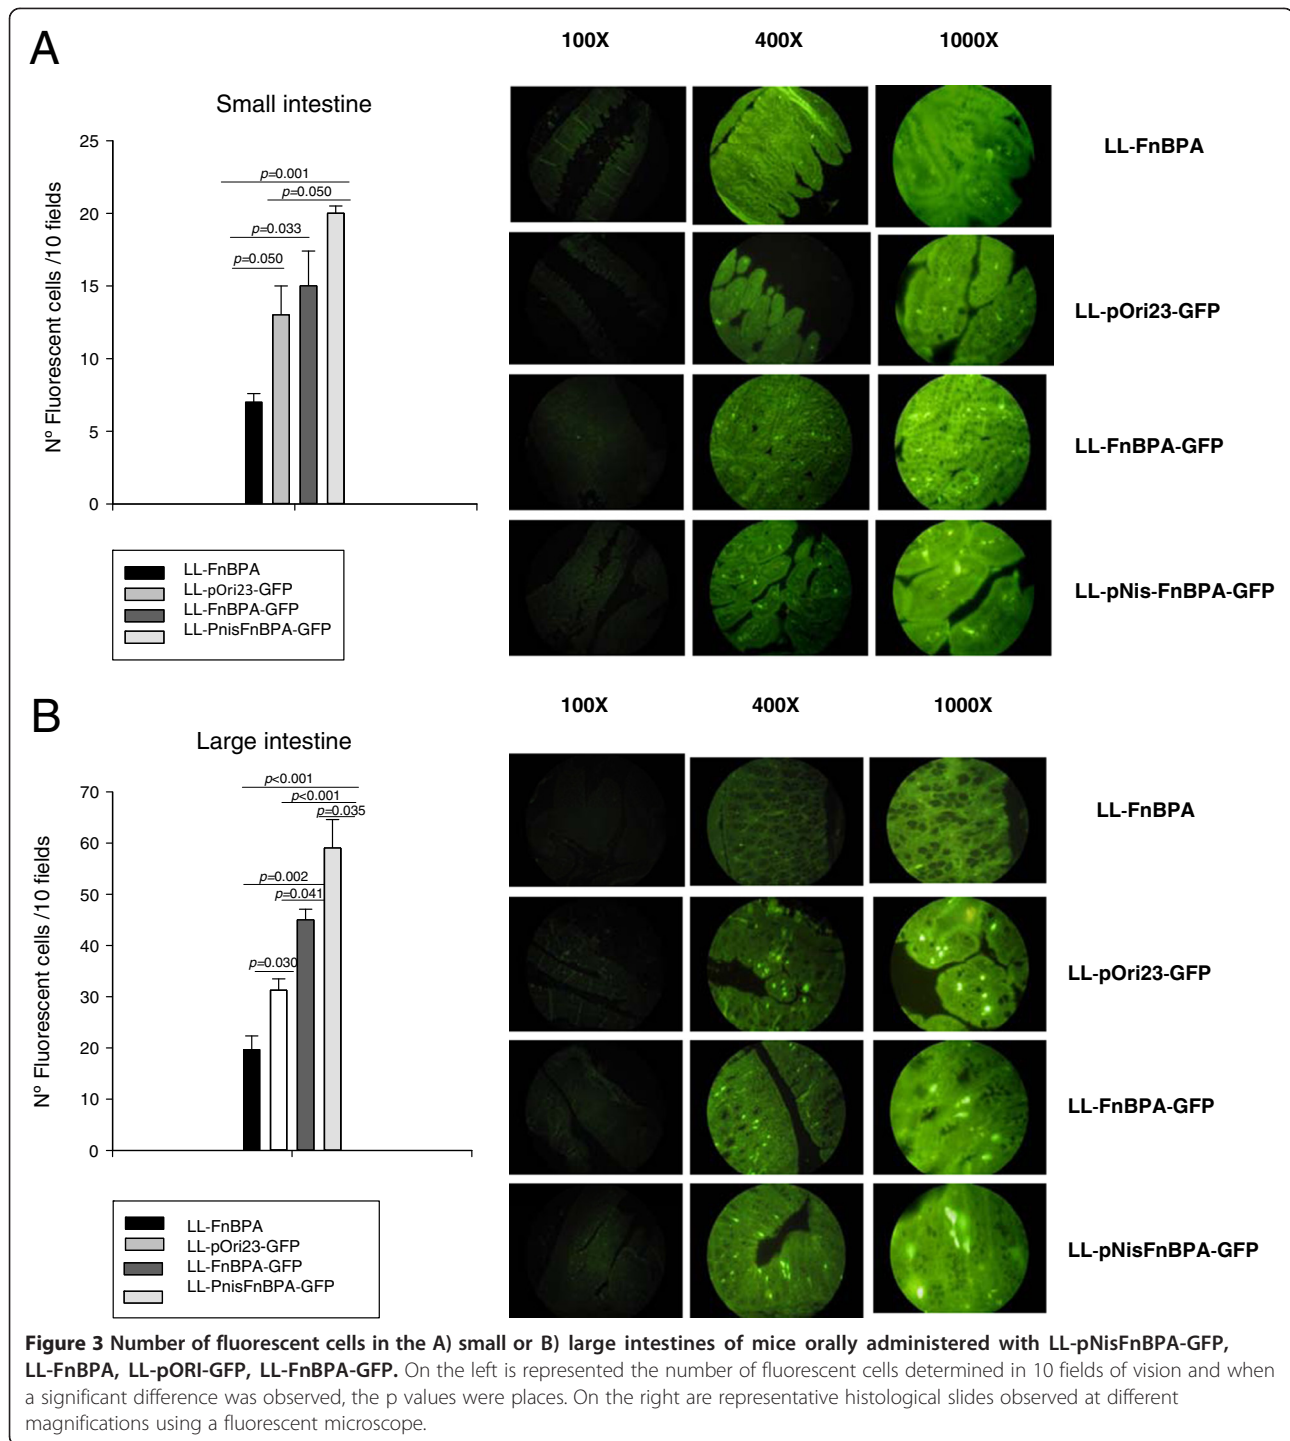 A
100X 400X 1000X
Small intestine
Nº Fluorescent cells /10 fields
25
20
15
10
5
0
p=0.001
p=0.050
p=0.033
p=0.050
LL-FnBPA
LL-pOri23-GFP
LL-FnBPA-GFP
LL-PnisFnBPA-GFP
LL-FnBPA
LL-pOri23-GFP
LL-FnBPA-GFP
LL-pNis-FnBPA-GFP
B
100X 400X 1000X
Large intestine
Nº Fluorescent cells /10 fields
70
60
50
40
30
20
10
0
p<0.001
p<0.001
p=0.035
p=0.002
p=0.041
p=0.030
LL-FnBPA
LL-pOri23-GFP
LL-FnBPA-GFP
LL-PnisFnBPA-GFP
LL-FnBPA
LL-pOri23-GFP
LL-FnBPA-GFP
LL-pNisFnBPA-GFP
Figure 3 Number of fluorescent cells in the A) small or B) large intestines of mice orally administered with LL-pNisFnBPA-GFP,
LL-FnBPA, LL-pORI-GFP, LL-FnBPA-GFP. On the left is represented the number of fluorescent cells determined in 10 fields of vision and when
a significant difference was observed, the p values were places. On the right are representative histological slides observed at different
magnifications using a fluorescent microscope.